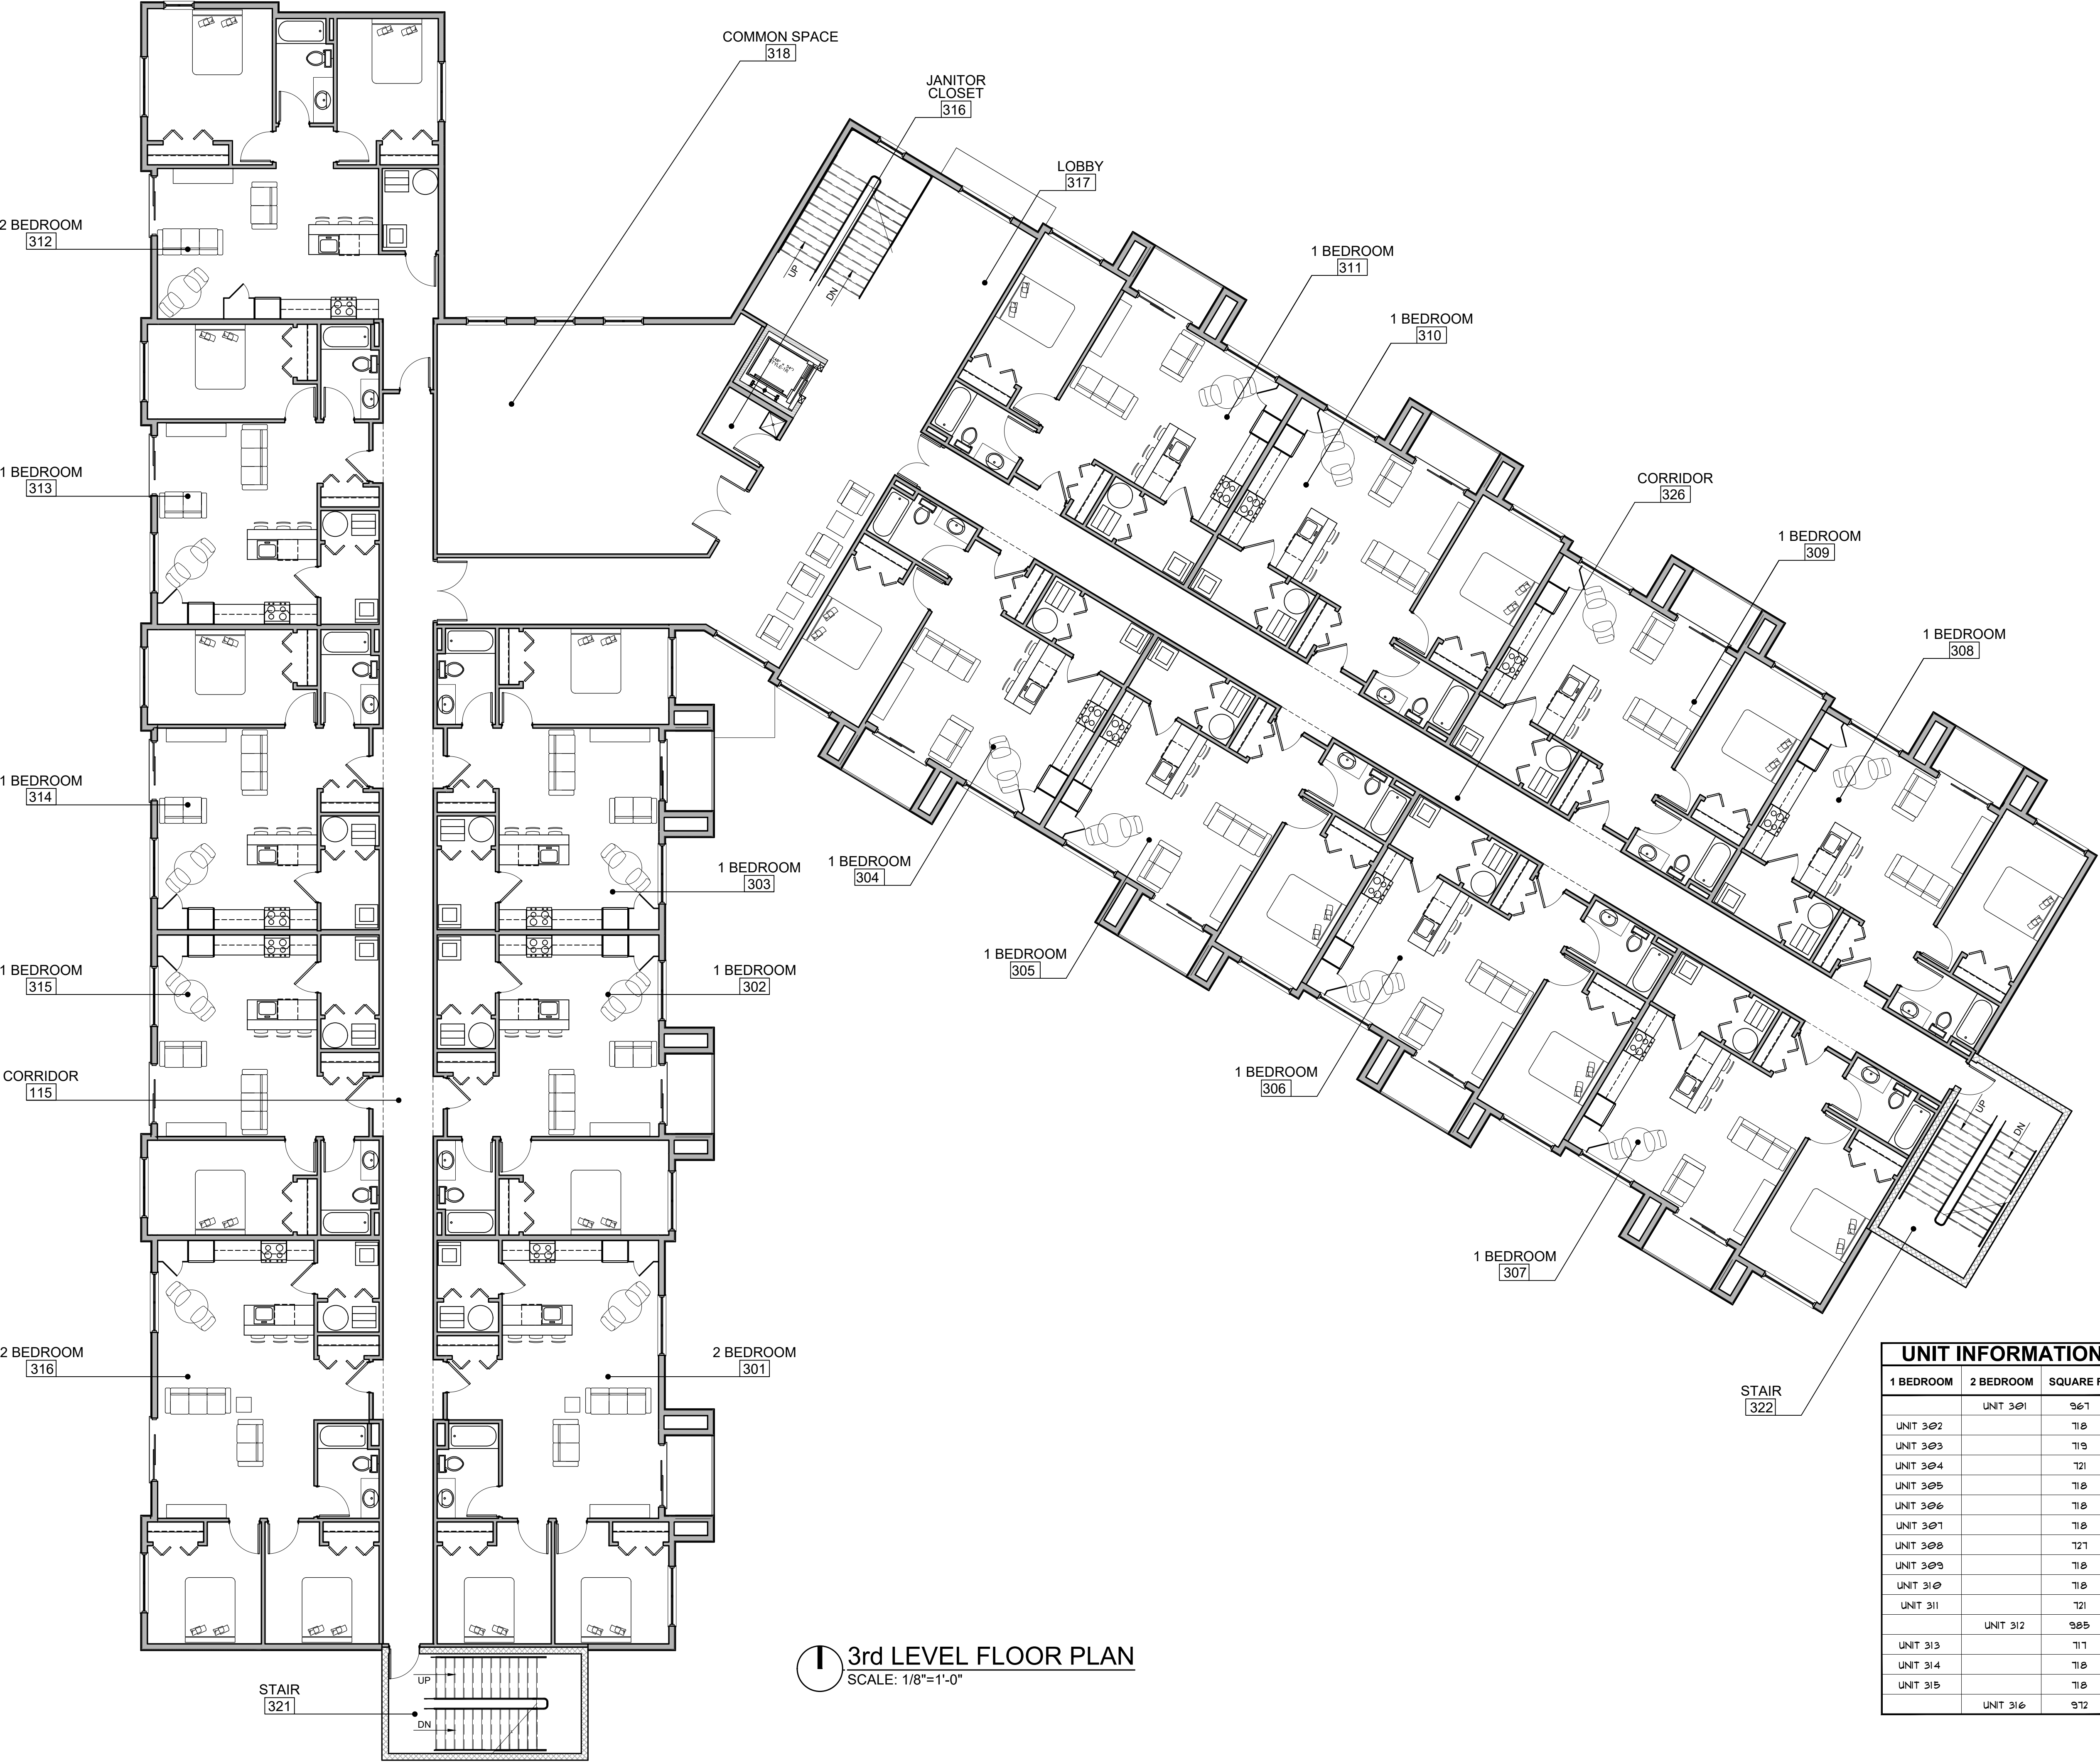 COMMON SPACE
318
JANITOR
CLOSET
316
LOBBY
317
2 BEDROOM
312
1 BEDROOM
311
1 BEDROOM
310
UP
DN
1 BEDROOM
313
CORRIDOR
326
1 BEDROOM
309
1 BEDROOM
308
1 BEDROOM
314
1 BEDROOM
303
1 BEDROOM
304
1 BEDROOM
315
1 BEDROOM
302
1 BEDROOM
305
1 BEDROOM
306
CORRIDOR
115
UP
DN
1 BEDROOM
307
2 BEDROOM
316
2 BEDROOM
301
STAIR
322
UNIT INFORMATION
1 BEDROOM 2 BEDROOM SQUARE F
UNIT 301 967
UNIT 302 718
UNIT 303 719
UNIT 304 721
UNIT 305 718
UNIT 306 718
UNIT 307 718
UNIT 308 727
UNIT 309 718
UNIT 310 718
UNIT 311 721
UNIT 312 985
UNIT 313 717
UNIT 314 718
UNIT 315 718
UNIT 316 972
3rd LEVEL FLOOR PLAN
SCALE: 1/8"=1'-0"
STAIR
321
UP
DN